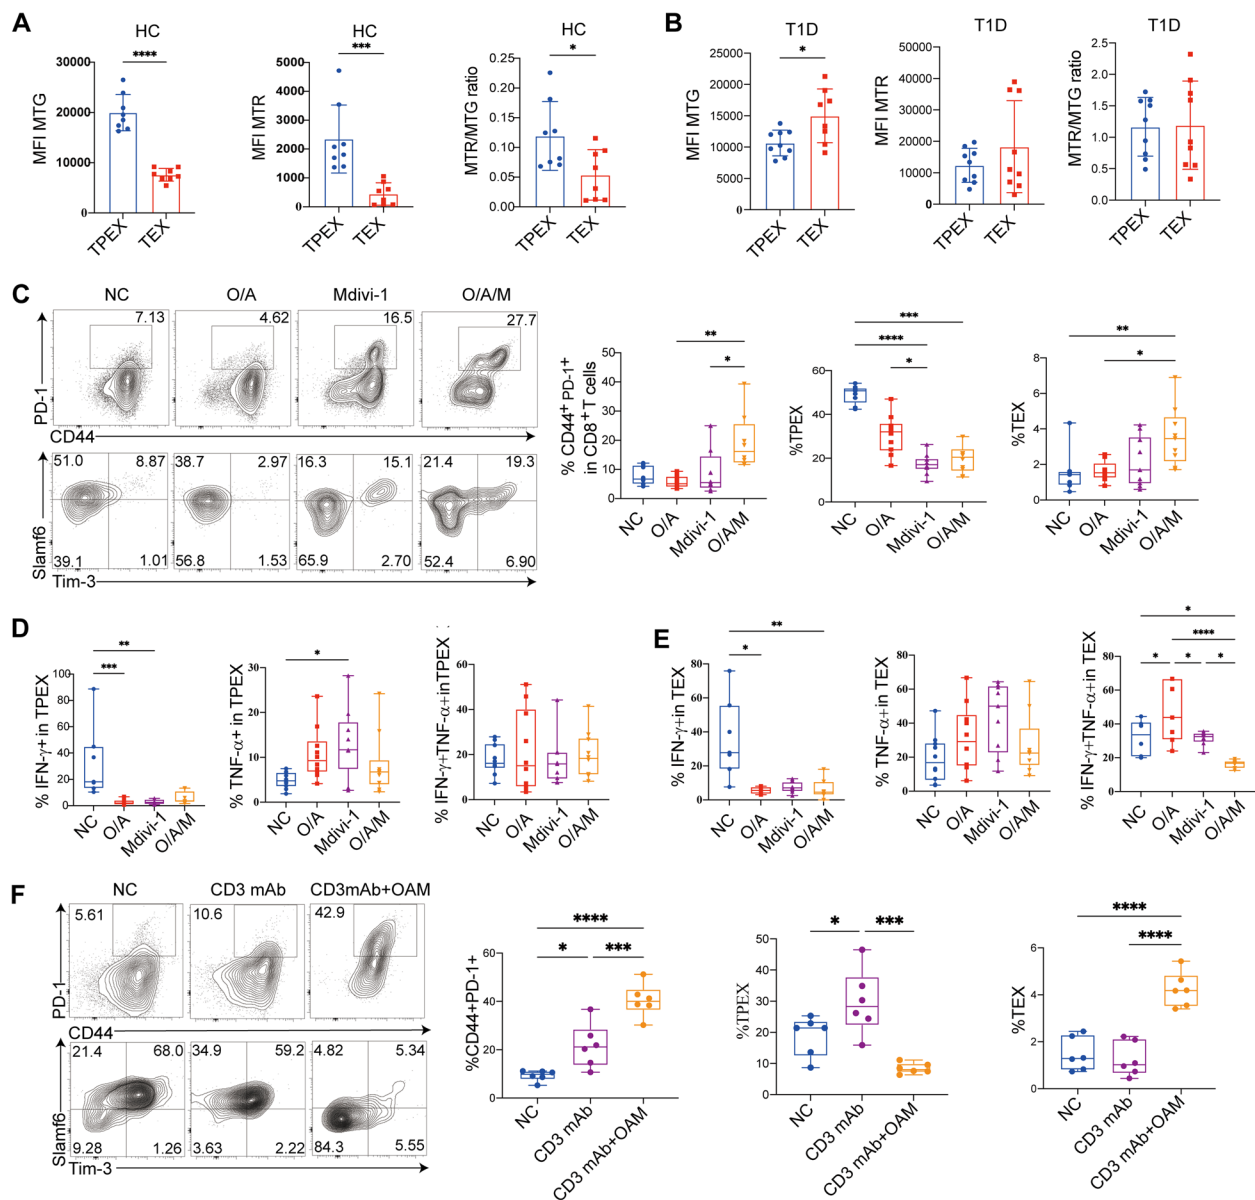 A
HC
****
MFI MTG
30000
20000
10000
0
TPEX
TEX
HC
***
MFI MTR
5000
4000
3000
2000
1000
0
TPEX
TEX
HC
*
MTR/MTG ratio
0.25
0.20
0.15
0.10
0.05
0.00
TPEX
TEX
B
T1D
*
MFI MTG
25000
20000
15000
10000
5000
0
TPEX
TEX
T1D
MFI MTR
50000
40000
30000
20000
10000
0
TPEX
TEX
T1D
MTR/MTG ratio
2.5
2.0
1.5
1.0
0.5
0.0
TPEX
TEX
C
NC
O/A
Mdivi-1
O/A/M
7.13
4.62
16.5
27.7
PD-1
CD44
51.0
8.87
38.7
2.97
16.3
15.1
21.4
19.3
39.1
1.01
56.8
1.53
65.9
2.70
52.4
6.90
Slamf6
Tim-3
**
*
% CD44+ PD-1+
in CD8+T cells
50
40
30
20
10
0
NC
O/A
Mdivi-1
O/A/M
***
****
*
%TPEX
60
40
20
0
NC
O/A
Mdivi-1
O/A/M
**
*
%TEX
8
6
4
2
0
NC
O/A
Mdivi-1
O/A/M
D
**
***
% IFN-γ+in TPEX
100
80
60
40
20
0
NC
O/A
Mdivi-1
O/A/M
*
% TNF-α+ in TPEX
30
20
10
0
NC
O/A
Mdivi-1
O/A/M
% IFN-γ+TNF-α+inTPEX
60
40
20
0
NC
O/A
Mdivi-1
O/A/M
E
**
*
% IFN-γ+in TEX
80
60
40
20
0
NC
O/A
Mdivi-1
O/A/M
% TNF-α+in TEX
80
60
40
20
0
NC
O/A
Mdivi-1
O/A/M
*
****
* * *
% IFN-γ+TNF-α+in TEX
80
60
40
20
0
NC
O/A
Mdivi-1
O/A/M
F
NC
CD3 mAb
CD3mAb+OAM
5.61
10.6
42.9
PD-1
CD44
21.4
68.0
34.9
59.2
4.82
5.34
9.28
1.26
3.63
2.22
84.3
5.55
Slamf6
Tim-3
****
* ***
%CD44+PD-1+
60
40
20
0
NC
CD3 mAb
CD3 mAb+OAM
* ***
%TPEX
50
40
30
20
10
0
NC
CD3 mAb
CD3 mAb+OAM
****
****
%TEX
6
4
2
0
NC
CD3 mAb
CD3 mAb+OAM